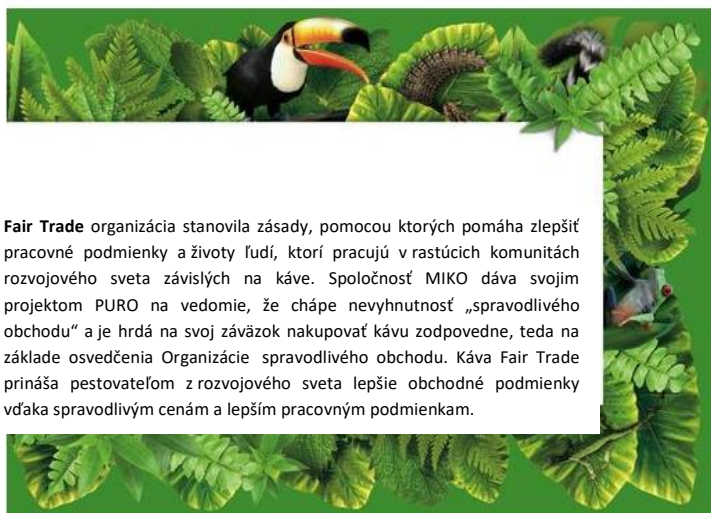 Fair Trade organizácia stanovila zásady, pomocou ktorých pomáha zlepšiť
pracovné podmienky a životy ľudí, ktorí pracujú v rastúcich komunitách
rozvojového sveta závislých na káve. Spoločnosť MIKO dáva svojim
projektom PURO na vedomie, že chápe nevyhnutnosť „spravodlivého
obchodu“ a je hrdá na svoj záväzok nakupovať kávu zodpovedne, teda na
základe osvedčenia Organizácie spravodlivého obchodu. Káva Fair Trade
prináša pestovateľom z rozvojového sveta lepšie obchodné podmienky
vďaka spravodlivým cenám a lepším pracovným podmienkam.